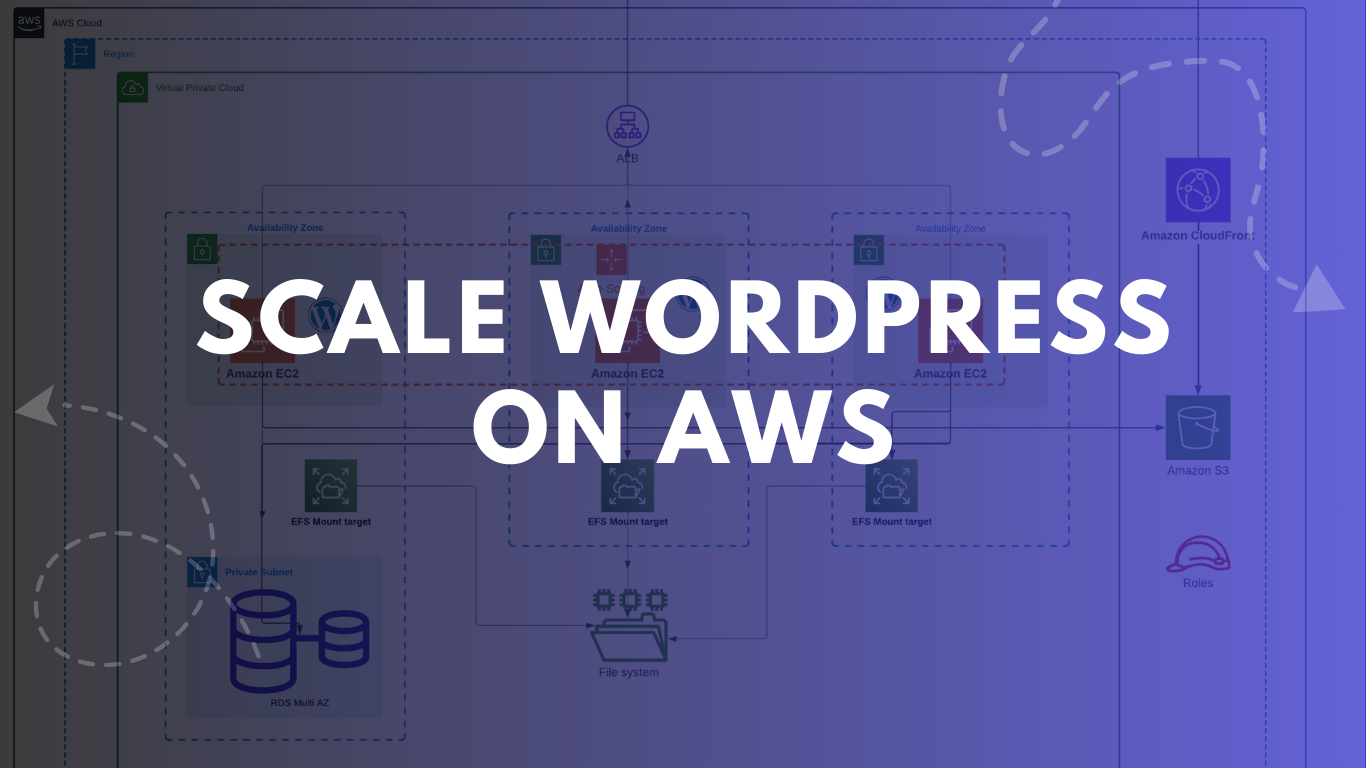 aws
AWS Cloud
Region
Virtual Private Cloud
ALB
Availability Zone
Availability Zone
Availability Zone
Amazon CloudFront
SCALE WORDPRESS
ON AWS
Amazon EC2
Amazon EC2
Amazon EC2
Amazon S3
EFS Mount target
EFS Mount target
EFS Mount target
Private Subnet
Roles
File system
RDS Multi AZ